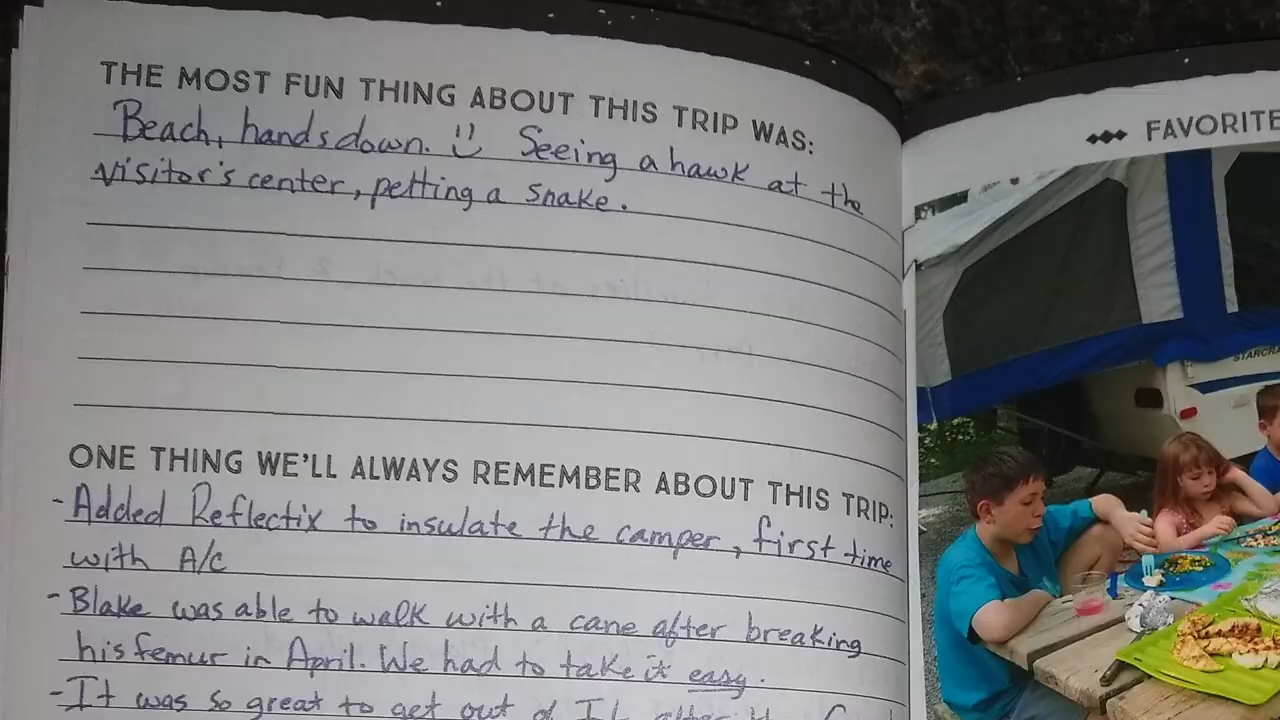 THE MOST FUN THING ABOUT THIS TRIP WAS:
Beach, hands down. :) Seeing a hawk at the
visitor's center, petting a snake.
ONE THING WE'LL ALWAYS REMEMBER ABOUT THIS TRIP:
-Added Reflectix to insulate the camper, first time
with A/C
-Blake was able to walk with a cane after breaking
his femur in April. We had to take it easy.
-It was so great to get out of IL after the
FAVORITE
STARCRA